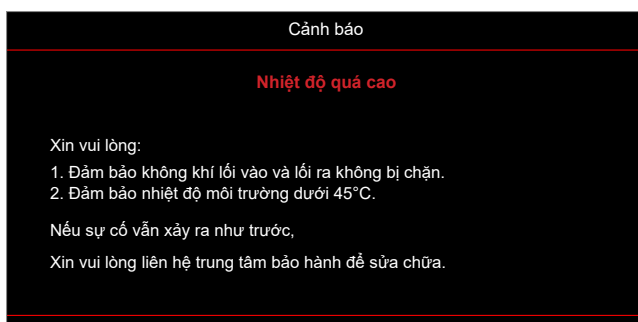 Cảnh báo
Nhiệt độ quá cao
Xin vui lòng:
1. Đảm bảo không khí lối vào và lối ra không bị chặn.
2. Đảm bảo nhiệt độ môi trường dưới 45°C.
Nếu sự cố vẫn xảy ra như trước,
Xin vui lòng liên hệ trung tâm bảo hành để sửa chữa.